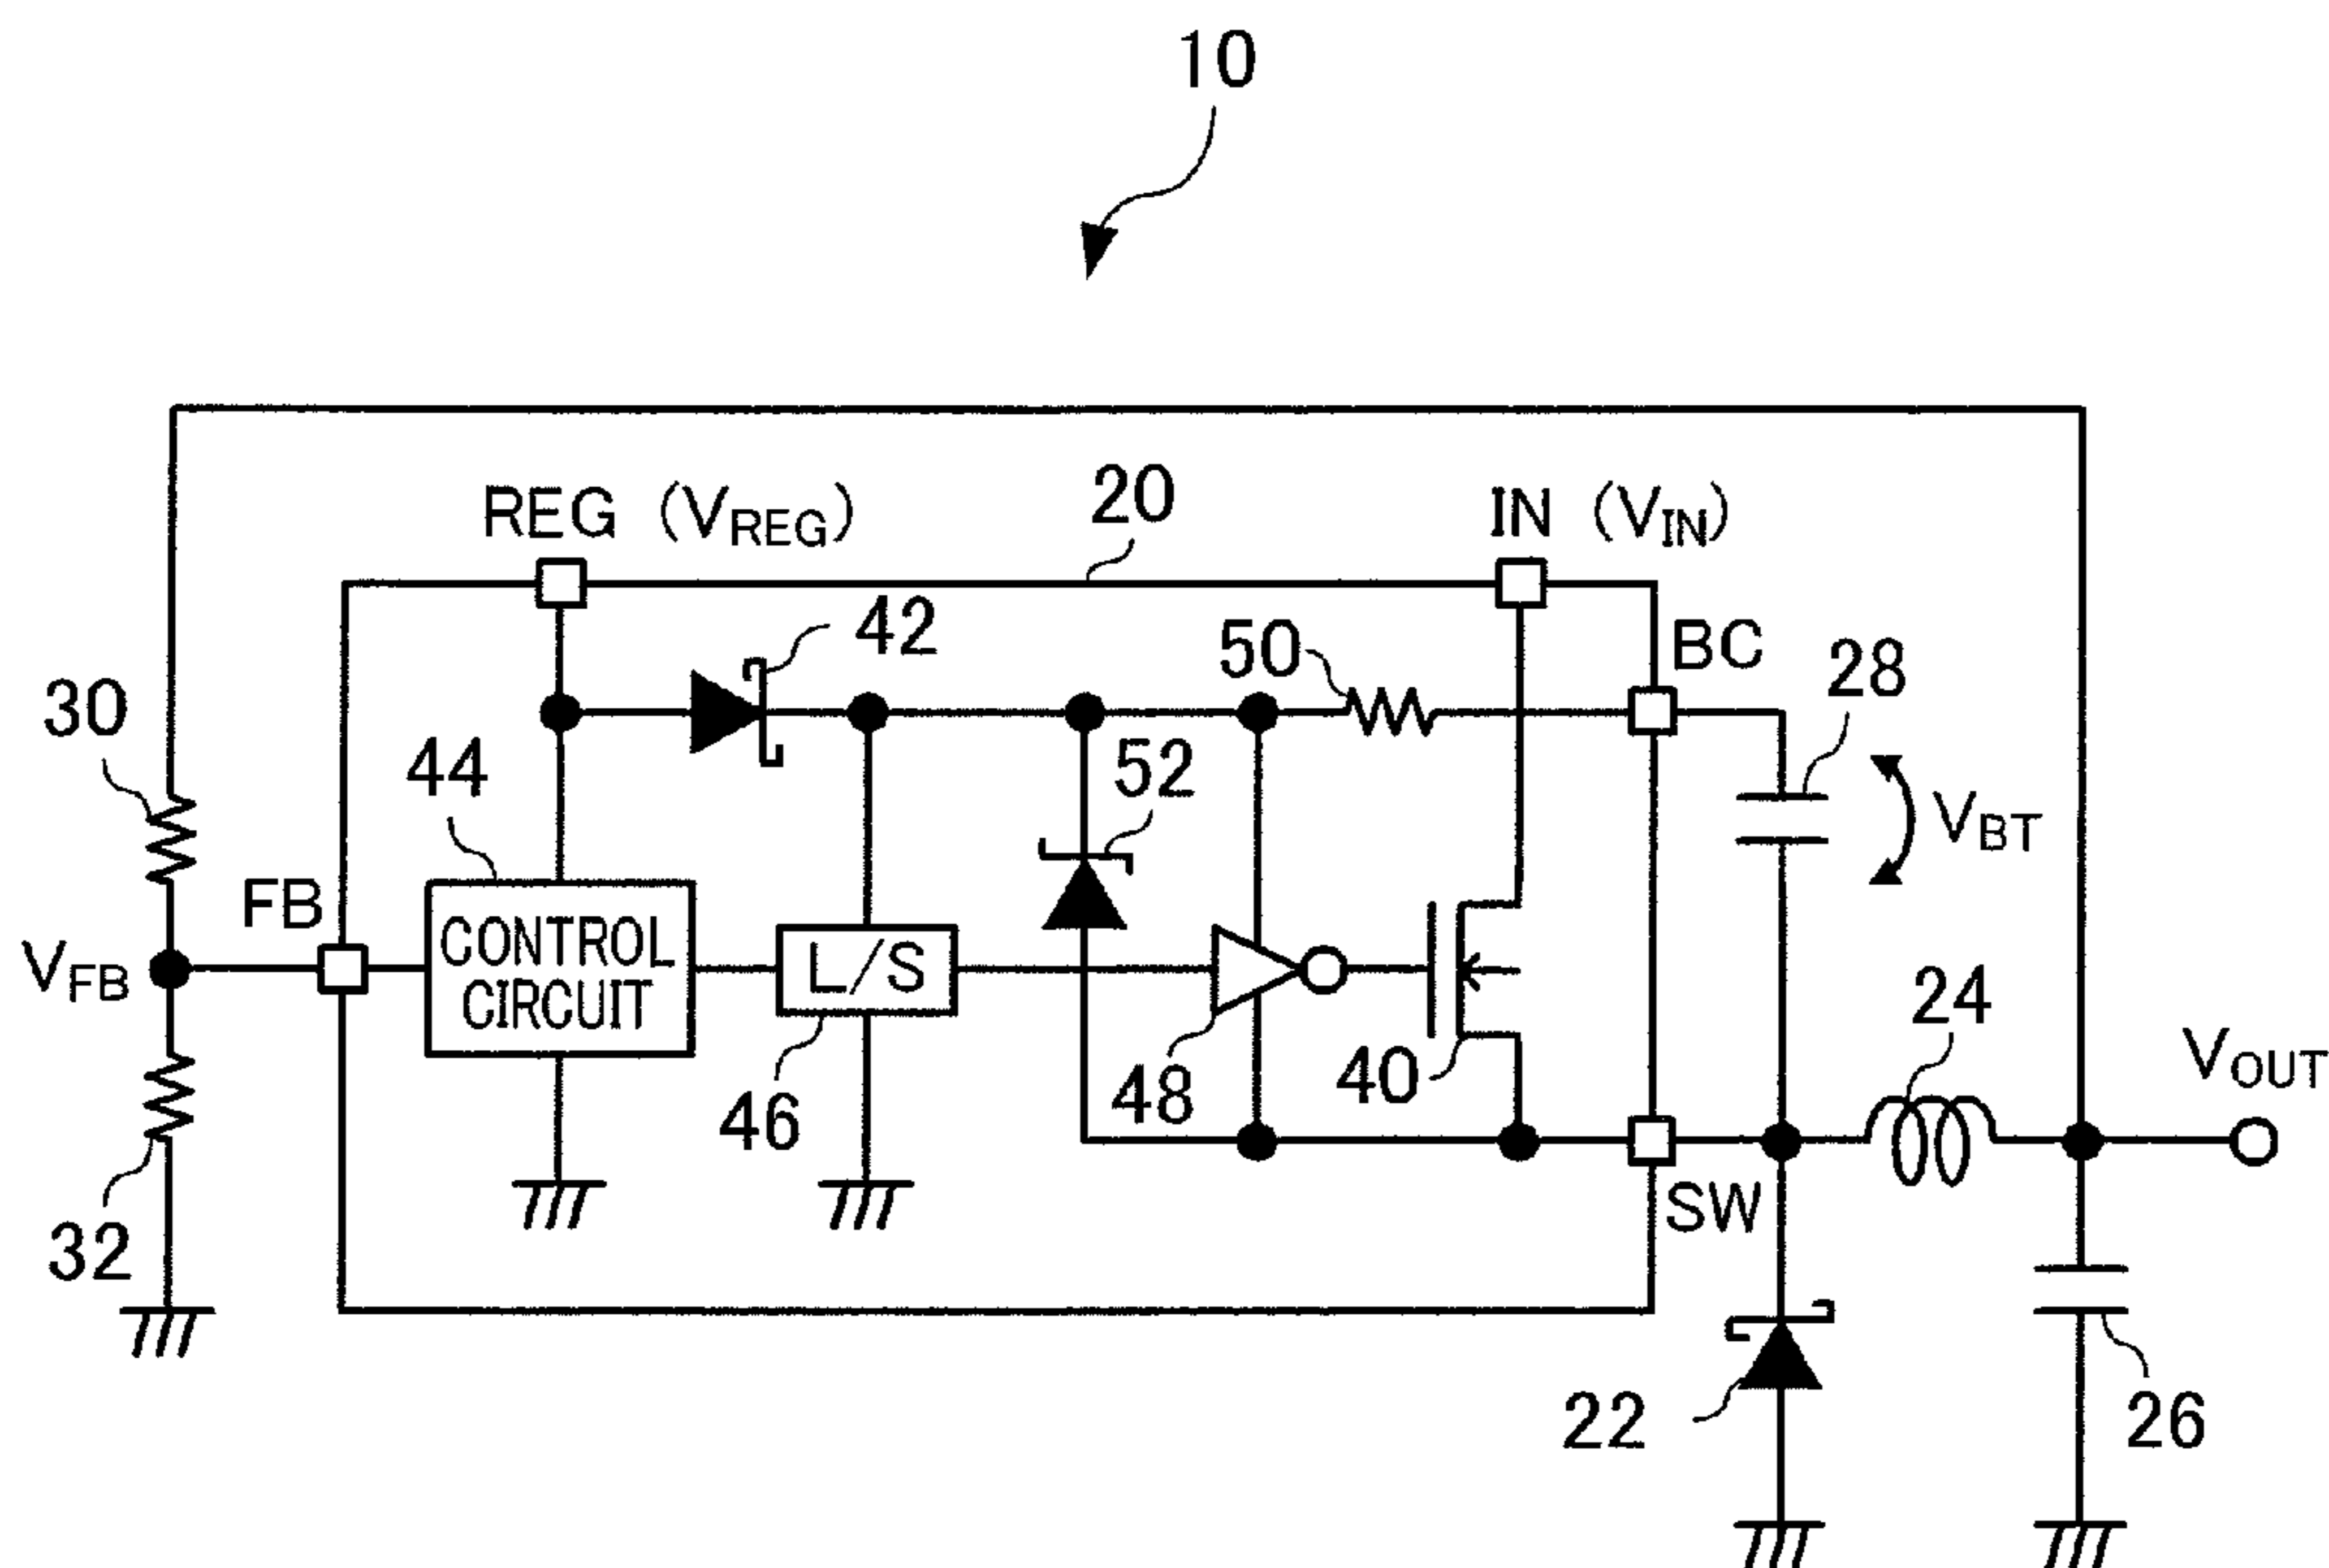 10
REG (VREG)
20
IN (VIN)
42
50
BC
28
30
44
52
VBT
FB
CONTROL
CIRCUIT
L/S
VFB
24
VOUT
48
40
46
SW
32
22
26